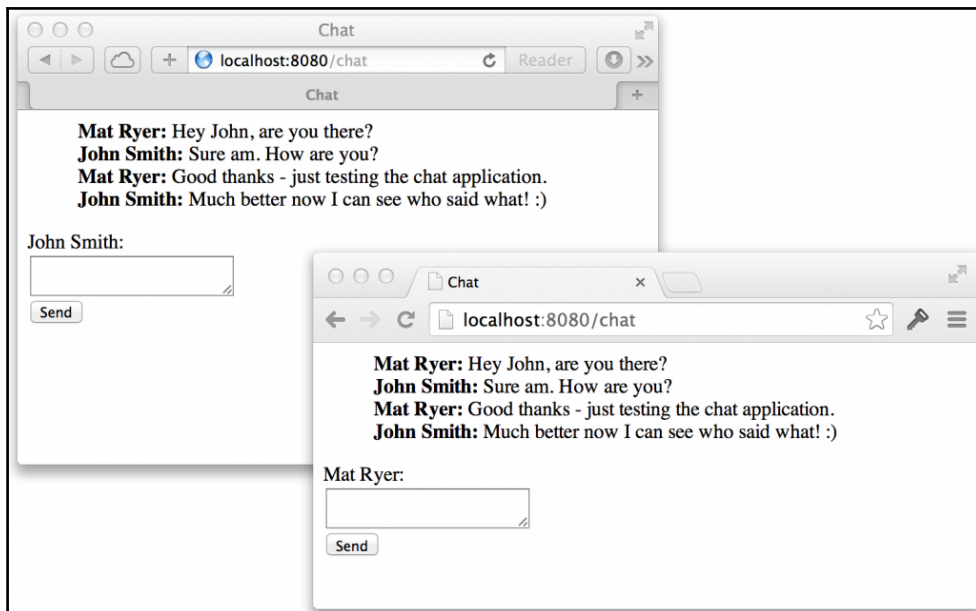 Chat
localhost:8080/chat
Reader
Chat
Mat Ryer: Hey John, are you there?
John Smith: Sure am. How are you?
Mat Ryer: Good thanks - just testing the chat application.
John Smith: Much better now I can see who said what! :)
John Smith:
Send
Chat
localhost:8080/chat
Mat Ryer: Hey John, are you there?
John Smith: Sure am. How are you?
Mat Ryer: Good thanks - just testing the chat application.
John Smith: Much better now I can see who said what! :)
Mat Ryer:
Send